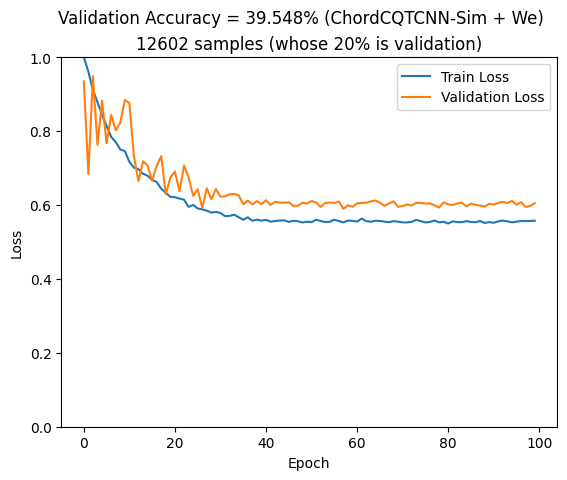 Validation Accuracy = 39.548% (ChordCQTCNN-Sim + We)
12602 samples (whose 20% is validation)
1.0
0.8
0.6
0.4
0.2
0.0
Loss
Train Loss
Validation Loss
0
20
40
60
80
100
Epoch